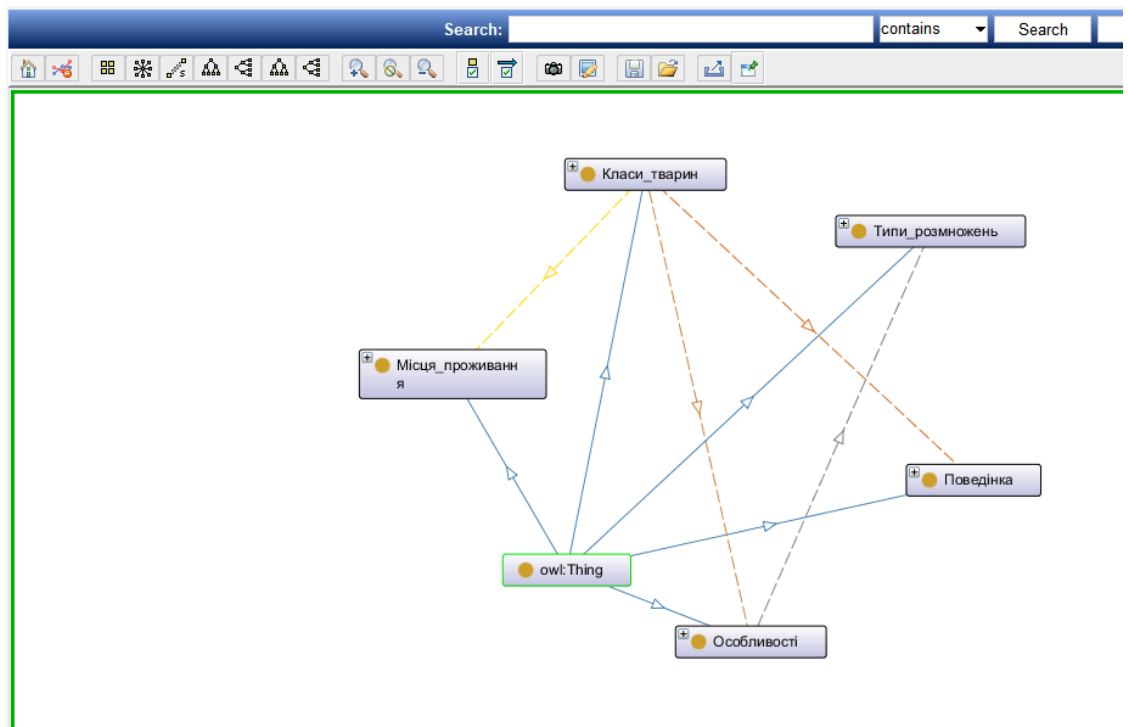 Search:
contains
Search
Класи_тварин
Типи_розмножень
Місця_проживанн
я
Поведінка
owl:Thing
Особливості